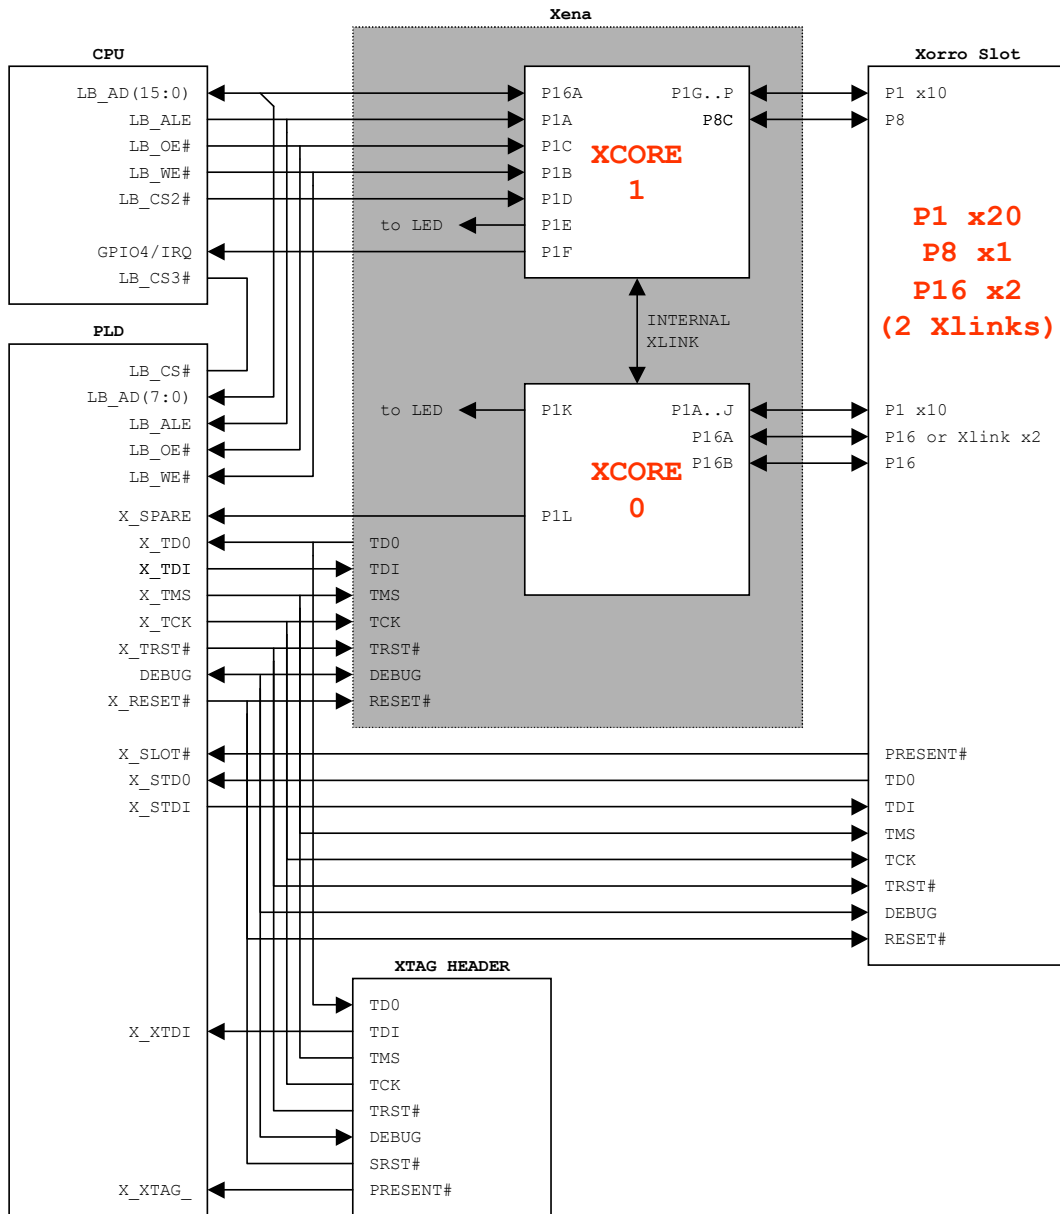 Xena
CPU
Xorro Slot
LB_AD(15:0)
LB_ALE
LB_OE#
LB_WE#
LB_CS2#
GPIO4/IRQ
LB_CS3#
P16A
P1A
P1C
P1B
P1D
P1E
P1F
to LED
P1G..P
P8C
XCORE
1
P1 x10
P8
P1 x20
P8 x1
P16 x2
(2 Xlinks)
INTERNAL
XLINK
PLD
LB_CS#
LB_AD(7:0)
LB_ALE
LB_OE#
LB_WE#
X_SPARE
X_TD0
X_TDI
X_TMS
X_TCK
X_TRST#
DEBUG
X_RESET#
X_SLOT#
X_STD0
X_STDI
X_XTDI
X_XTAG_
to LED
P1K
P1L
P1A..J
P16A
P16B
XCORE
0
P1 x10
P16 or Xlink x2
P16
TD0
TDI
TMS
TCK
TRST#
DEBUG
RESET#
PRESENT#
TD0
TDI
TMS
TCK
TRST#
DEBUG
RESET#
XTAG HEADER
TD0
TDI
TMS
TCK
TRST#
DEBUG
SRST#
PRESENT#